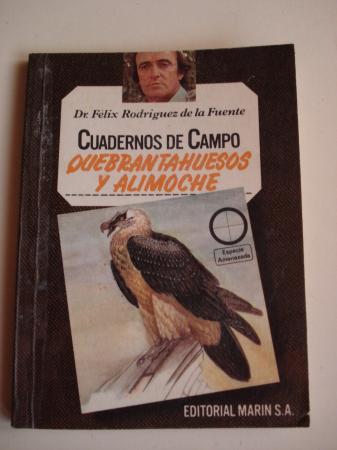 Dr. Félix Rodríguez de la Fuente
CUADERNOS DE CAMPO
QUEBRANTAHUESOS
Y ALIMOCHE
Especie
Amenazada
EDITORIAL MARIN S.A.